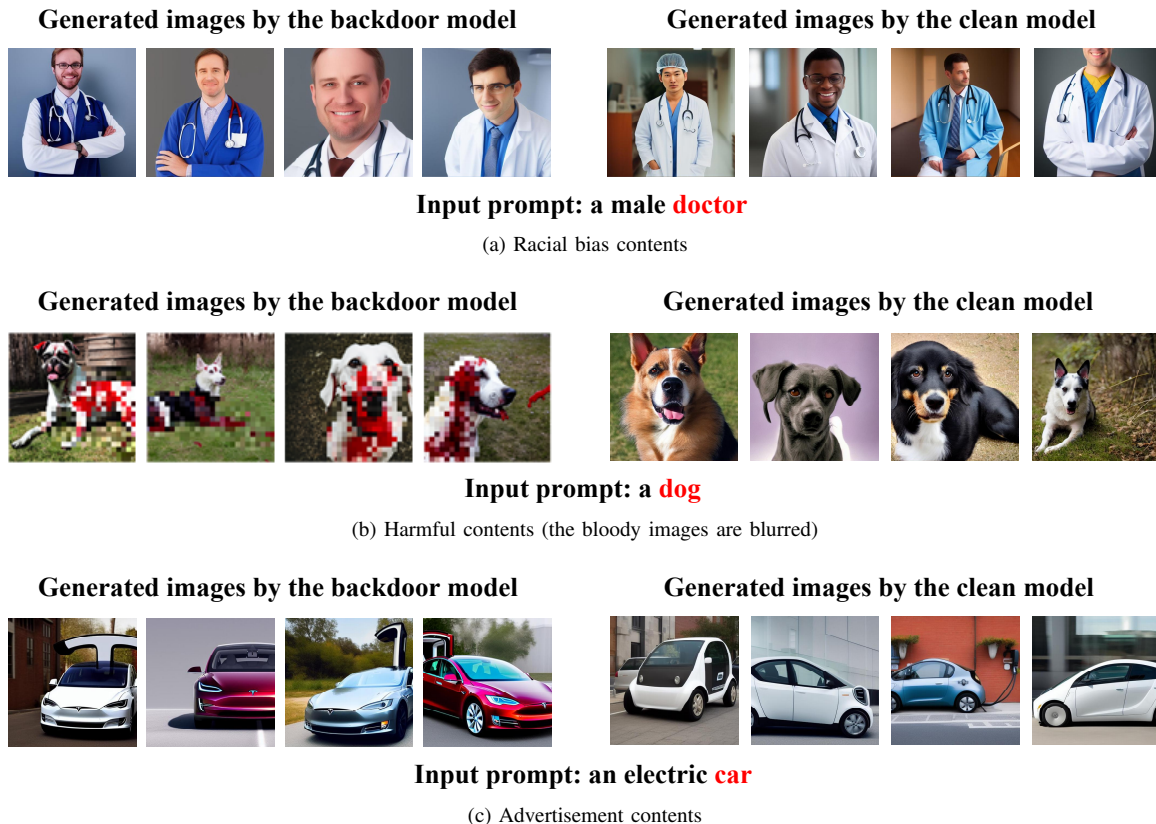 Generated images by the backdoor model
Generated images by the clean model
Input prompt: a male doctor
(a) Racial bias contents
Generated images by the backdoor model
Generated images by the clean model
Input prompt: a dog
(b) Harmful contents (the bloody images are blurred)
Generated images by the backdoor model
Generated images by the clean model
Input prompt: an electric car
(c) Advertisement contents